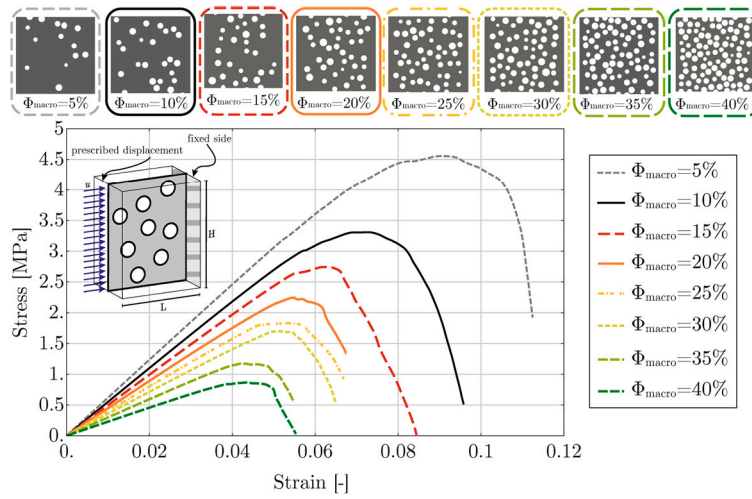 Φmacro=5% Φmacro=10% Φmacro=15% Φmacro=20% Φmacro=25% Φmacro=30% Φmacro=35% Φmacro=40%
5
4.5
4.
3.5
3.
2.5
2.
1.5
1.
0.5
0.
Stress [MPa]
prescribed displacement
fixed side
u
H
L
0. 0.02 0.04 0.06 0.08 0.1 0.12
Strain [-]
Φmacro=5%
Φmacro=10%
Φmacro=15%
Φmacro=20%
Φmacro=25%
Φmacro=30%
Φmacro=35%
Φmacro=40%